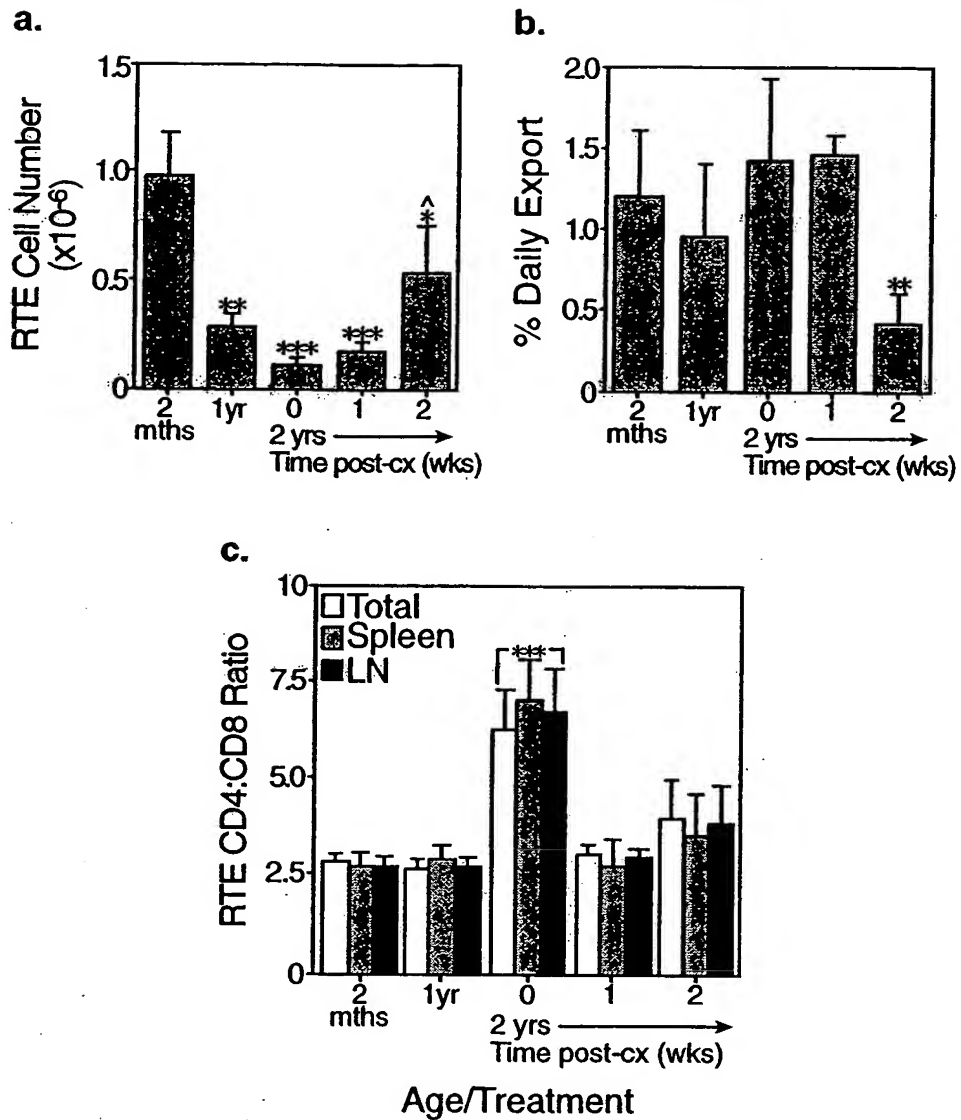 a.
RTE Cell Number
(x10-6)
1.5
1.0
0.5
0
**
***
***
^
*
2
mths
1yr
0
1
2
2 yrs
Time post-cx (wks)
b.
% Daily Export
2.0
1.5
1.0
0.5
0
**
2
mths
1yr
0
1
2
2 yrs
Time post-cx (wks)
c.
RTE CD4:CD8 Ratio
10
7.5
5.0
2.5
0
Total
Spleen
LN
***
2
mths
1yr
0
1
2
2 yrs
Time post-cx (wks)
Age/Treatment